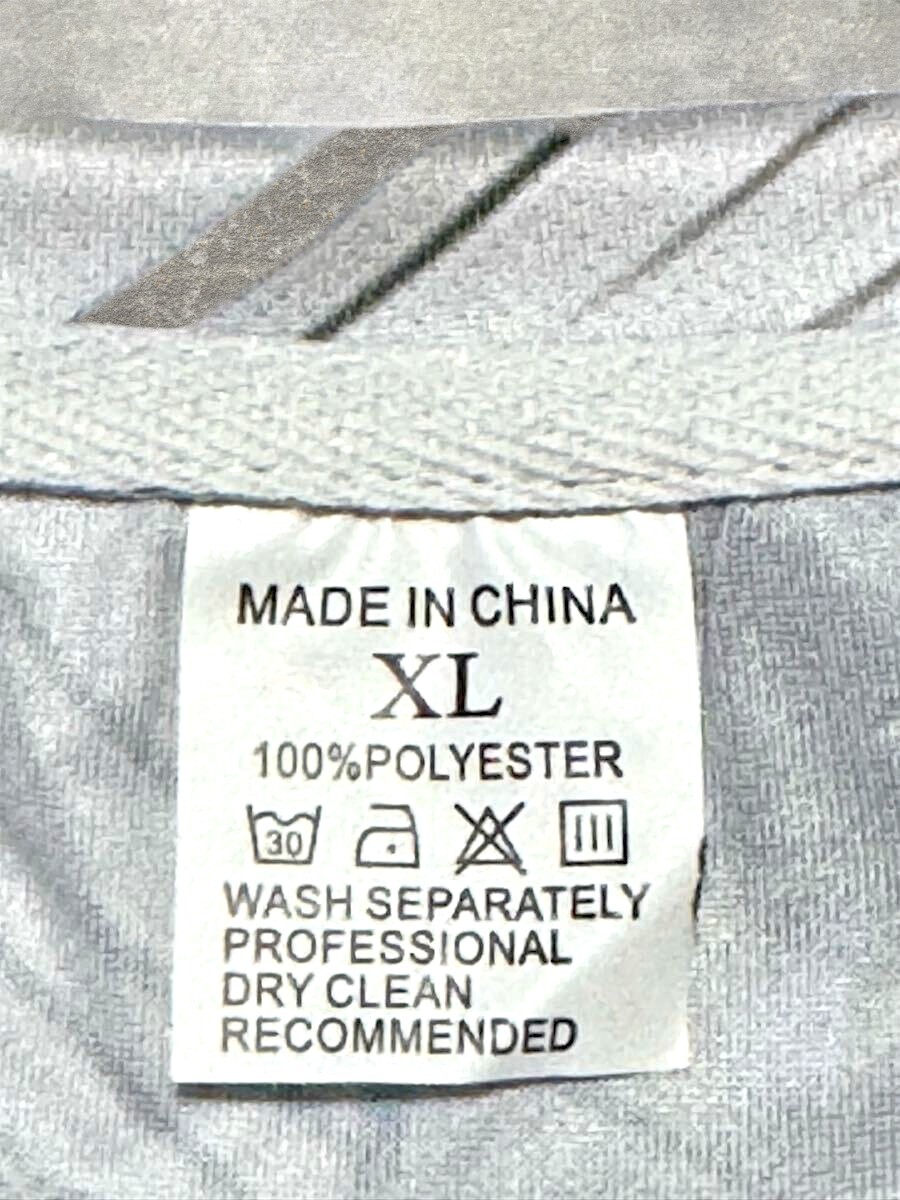 MADE IN CHINA
XL
100%POLYESTER
30
WASH SEPARATELY
PROFESSIONAL
DRY CLEAN
RECOMMENDED